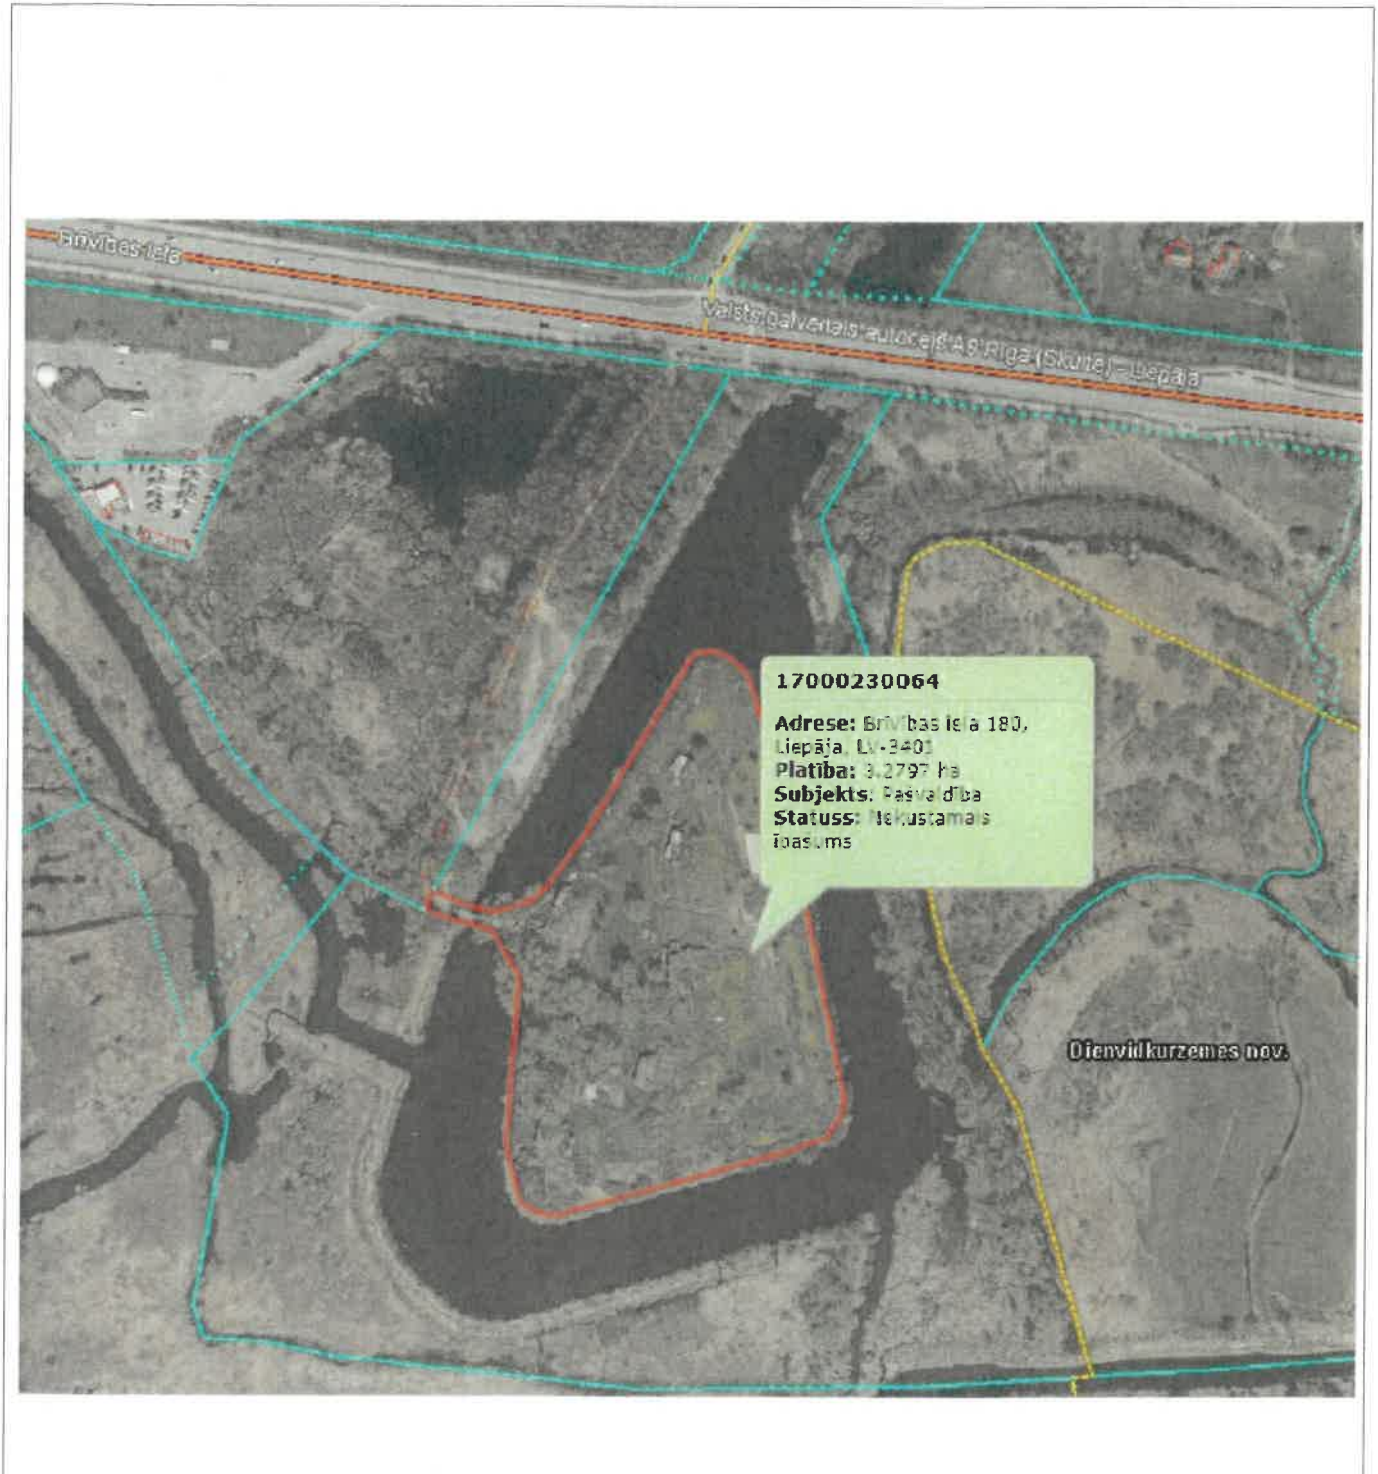 Brīvības iela
Valsts galvenais autoceļš A9 Rīga (Skulte) - Liepāja
17000230064
Adrese: Brīvības iela 180,
Liepāja, LV-3401
Platība: 3.2797 ha
Subjekts: Pašvaldība
Statuss: Nekustamais
īpašums
Dienvidkurzemes nov.